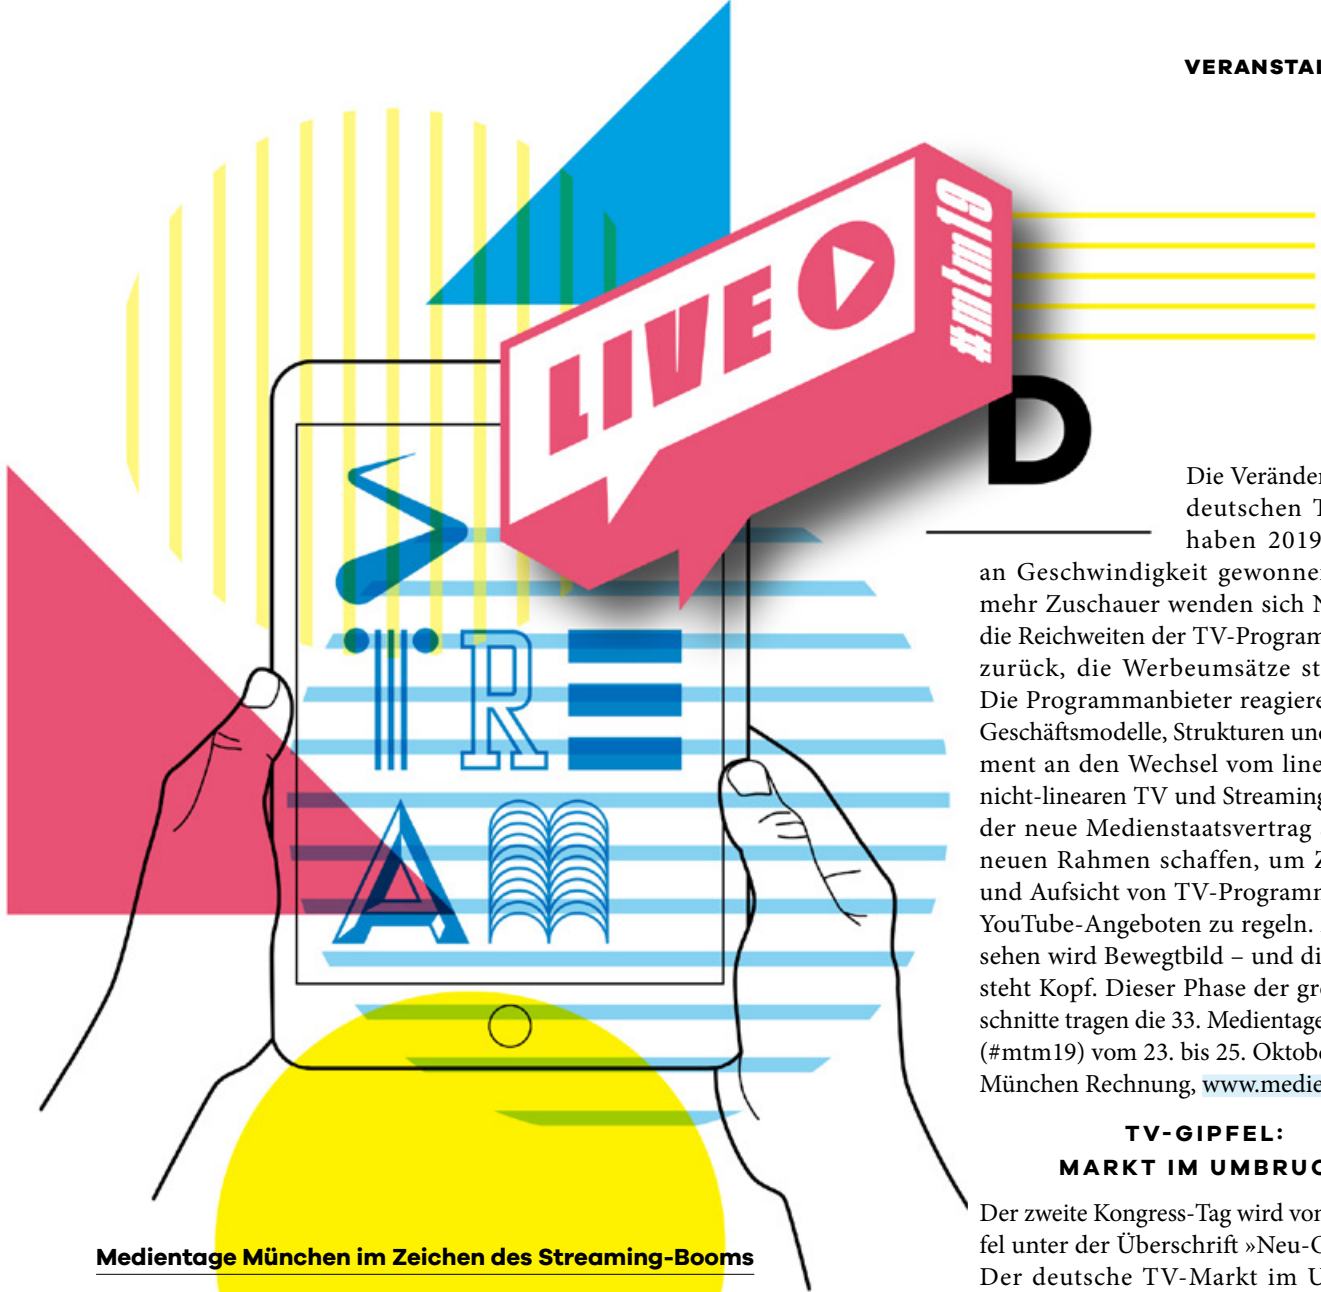 VERANSTAL
LIVE
#mtm19
STREAM
D
Die Veränder
deutschen T
haben 2019
an Geschwindigkeit gewonnen
mehr Zuschauer wenden sich N
die Reichweiten der TV-Program
zurück, die Werbeumsätze st
Die Programmanbieter reagiere
Geschäftsmodelle, Strukturen und
ment an den Wechsel vom line
nicht-linearen TV und Streaming
der neue Medienstaatsvertrag
neuen Rahmen schaffen, um Z
und Aufsicht von TV-Program
YouTube-Angeboten zu regeln.
sehen wird Bewegtbild – und di
steht Kopf. Dieser Phase der gr
schnitte tragen die 33. Medientage
(#mtm19) vom 23. bis 25. Oktobe
München Rechnung, www.medie
TV-GIPFEL:
MARKT IM UMBRUC
Der zweite Kongress-Tag wird vor
fel unter der Überschrift »Neu-
Der deutsche TV-Markt im U
Medientage München im Zeichen des Streaming-Booms